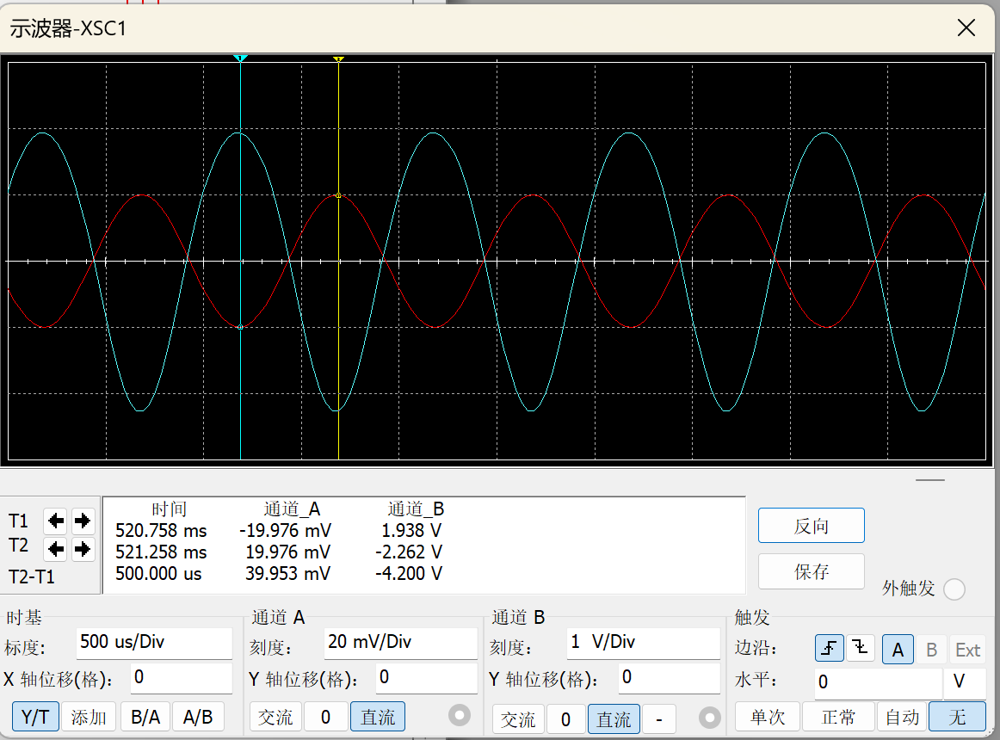 示波器-XSC1
1
2
时间 通道_A 通道_B
T1 520.758 ms -19.976 mV 1.938 V
T2 521.258 ms 19.976 mV -2.262 V
T2-T1 500.000 us 39.953 mV -4.200 V
反向
保存
外触发
时基
标度: 500 us/Div
X 轴位移(格): 0
Y/T 添加 B/A A/B
通道 A
刻度: 20 mV/Div
Y 轴位移(格): 0
交流 0 直流
通道 B
刻度: 1 V/Div
Y 轴位移(格): 0
交流 0 直流 -
触发
边沿: A B Ext
水平: 0 V
单次 正常 自动 无